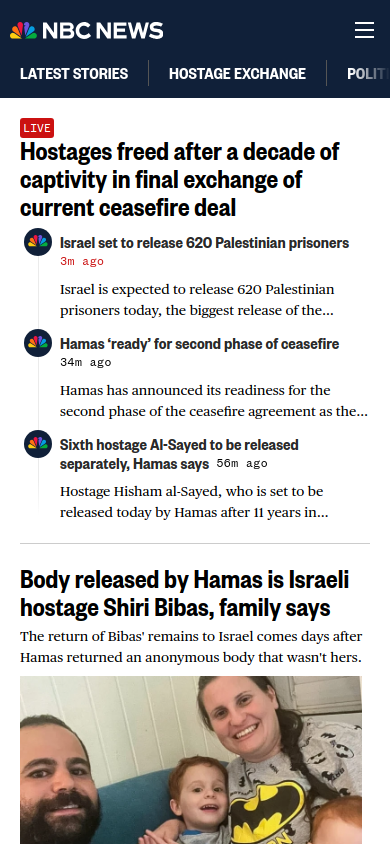 NBC NEWS
LATEST STORIES
HOSTAGE EXCHANGE
POLIT
LIVE
Hostages freed after a decade of
captivity in final exchange of
current ceasefire deal
Israel set to release 620 Palestinian prisoners
3m ago
Israel is expected to release 620 Palestinian
prisoners today, the biggest release of the...
Hamas ‘ready’ for second phase of ceasefire
34m ago
Hamas has announced its readiness for the
second phase of the ceasefire agreement as the...
Sixth hostage Al-Sayed to be released
separately, Hamas says 56m ago
Hostage Hisham al-Sayed, who is set to be
released today by Hamas after 11 years in...
Body released by Hamas is Israeli
hostage Shiri Bibas, family says
The return of Bibas' remains to Israel comes days after
Hamas returned an anonymous body that wasn't hers.